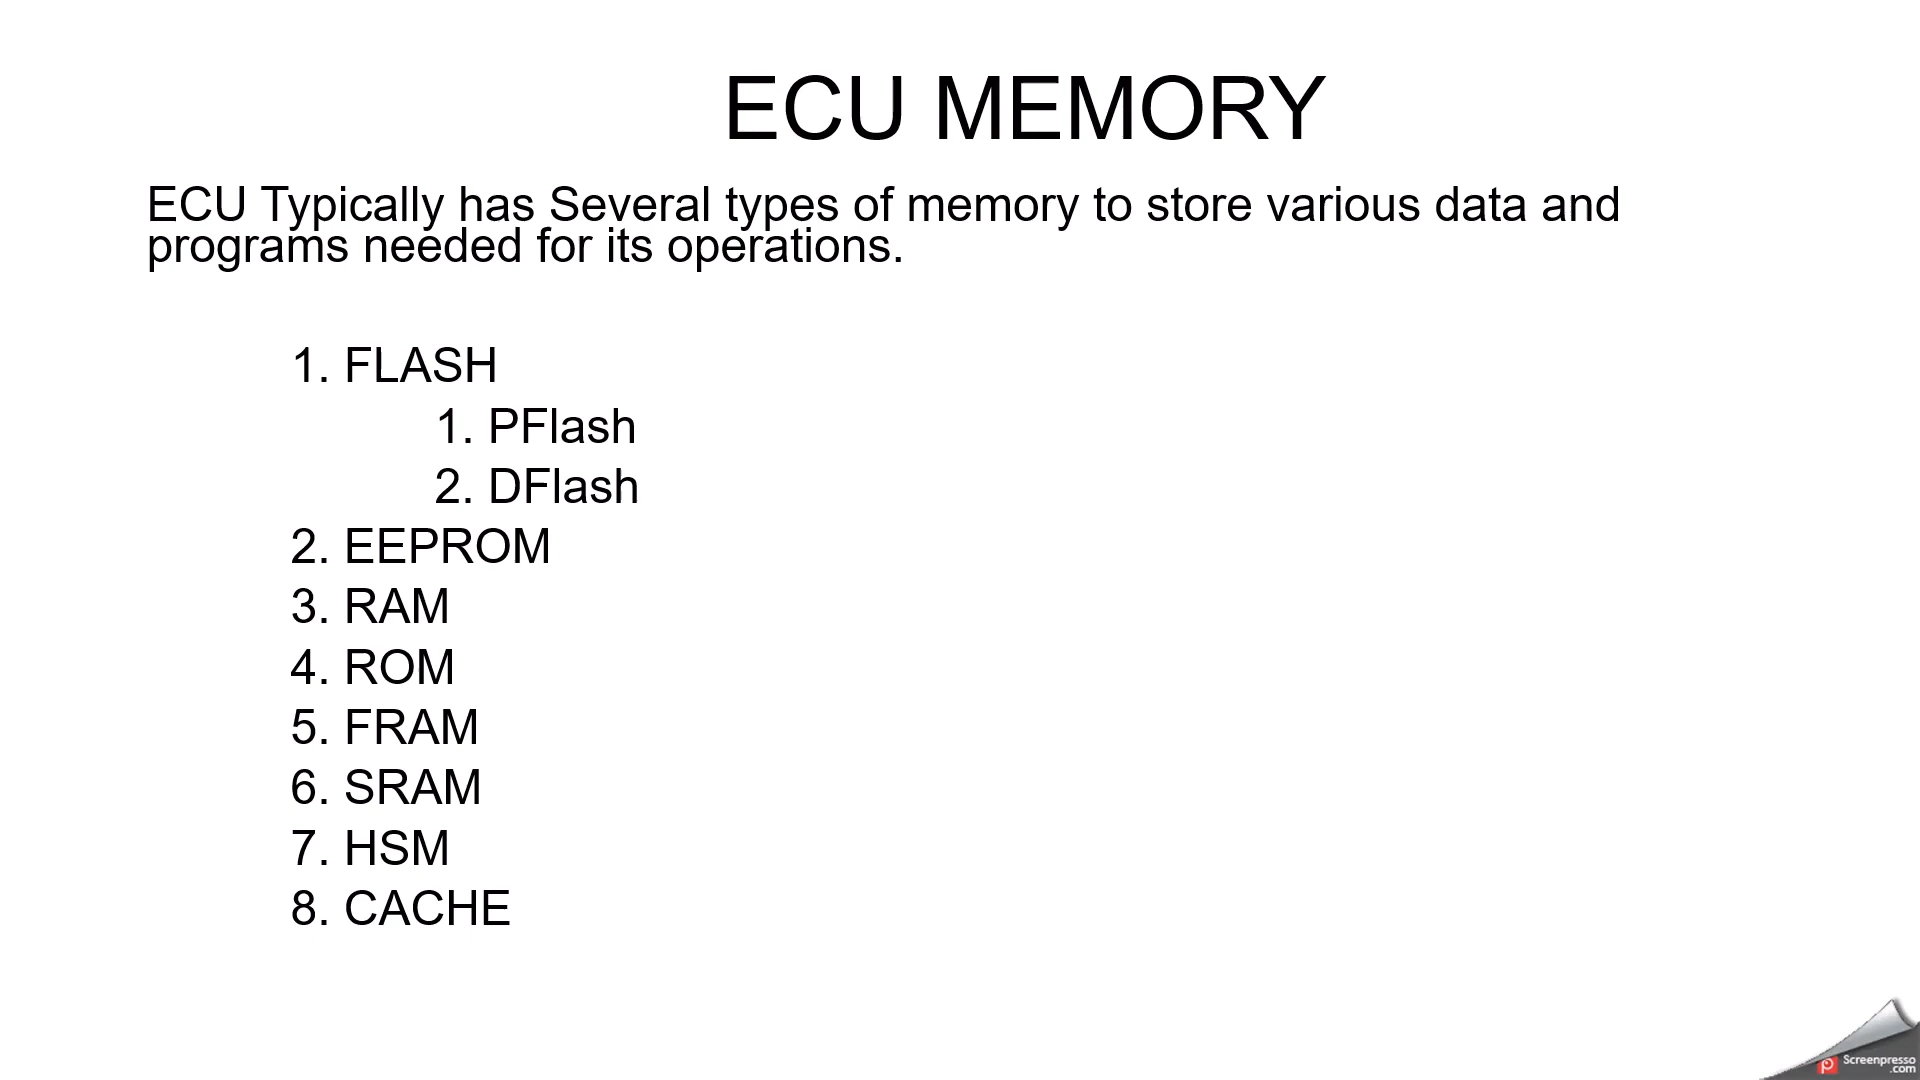 ECU MEMORY
ECU Typically has Several types of memory to store various data and
programs needed for its operations.
1. FLASH
1. PFlash
2. DFlash
2. EEPROM
3. RAM
4. ROM
5. FRAM
6. SRAM
7. HSM
8. CACHE
Screenpresso
.com